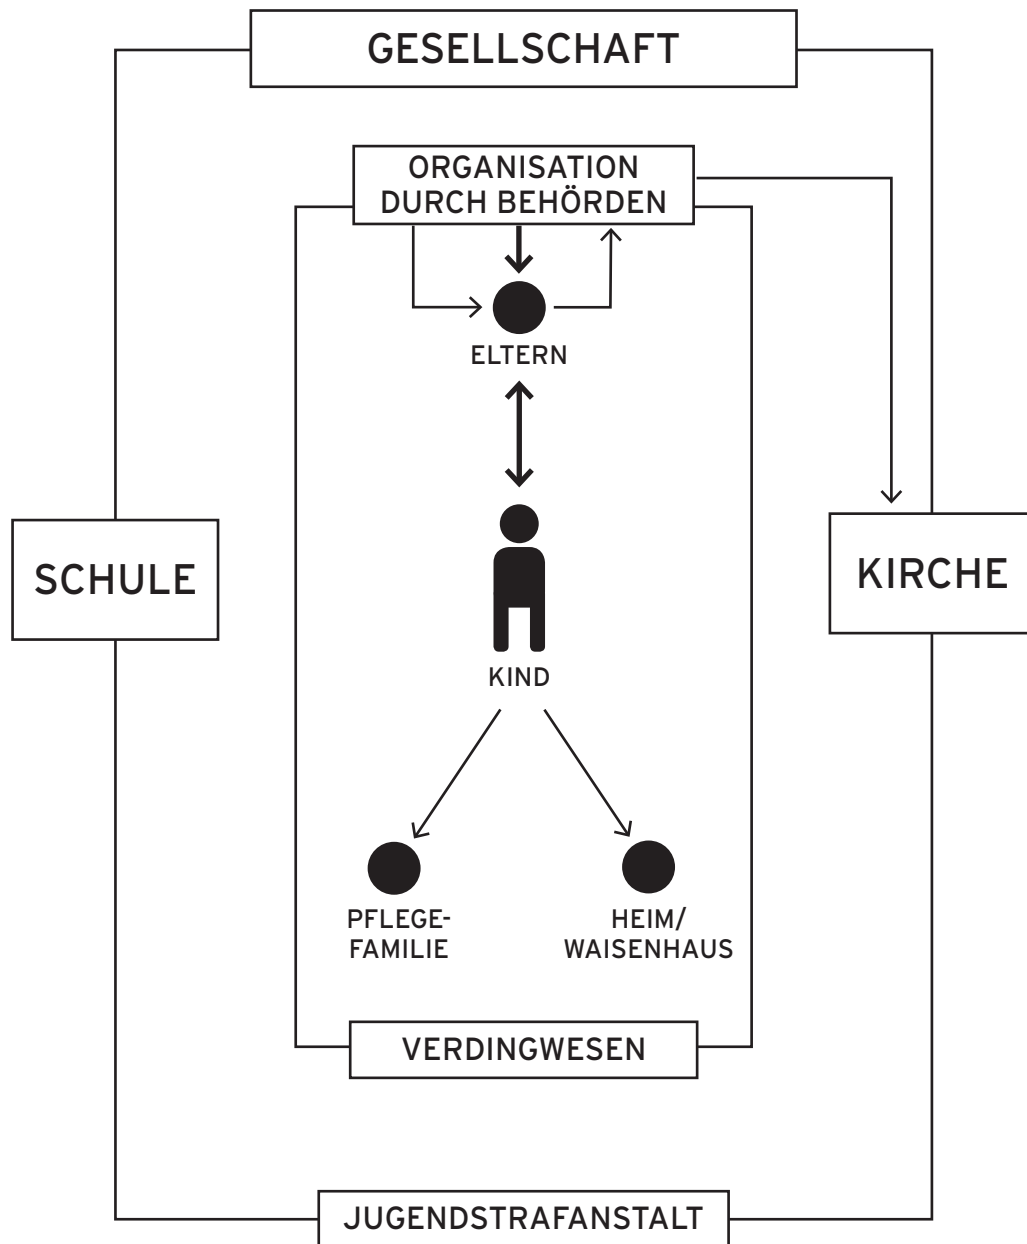 GESELLSCHAFT
ORGANISATION
DURCH BEHÖRDEN
ELTERN
SCHULE
KIRCHE
KIND
PFLEGE-
FAMILIE
HEIM/
WAISENHAUS
VERDINGWESEN
JUGENDSTRAFANSTALT